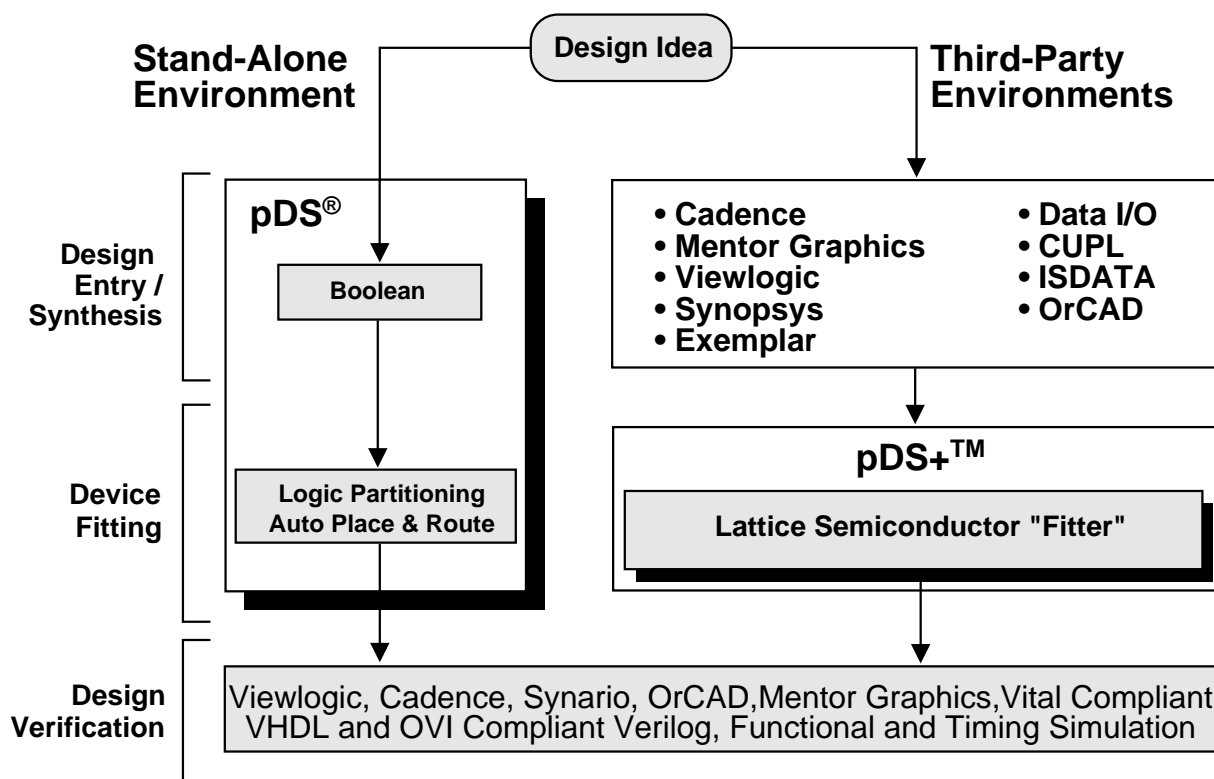 Design Idea
Stand-Alone
Environment
Third-Party
Environments
Design
Entry /
Synthesis
pDS®
Boolean
• Cadence
• Mentor Graphics
• Viewlogic
• Synopsys
• Exemplar
• Data I/O
• CUPL
• ISDATA
• OrCAD
Device
Fitting
Logic Partitioning
Auto Place & Route
pDS+™
Lattice Semiconductor "Fitter"
Design
Verification
Viewlogic, Cadence, Synario, OrCAD,Mentor Graphics,Vital Compliant
VHDL and OVI Compliant Verilog, Functional and Timing Simulation